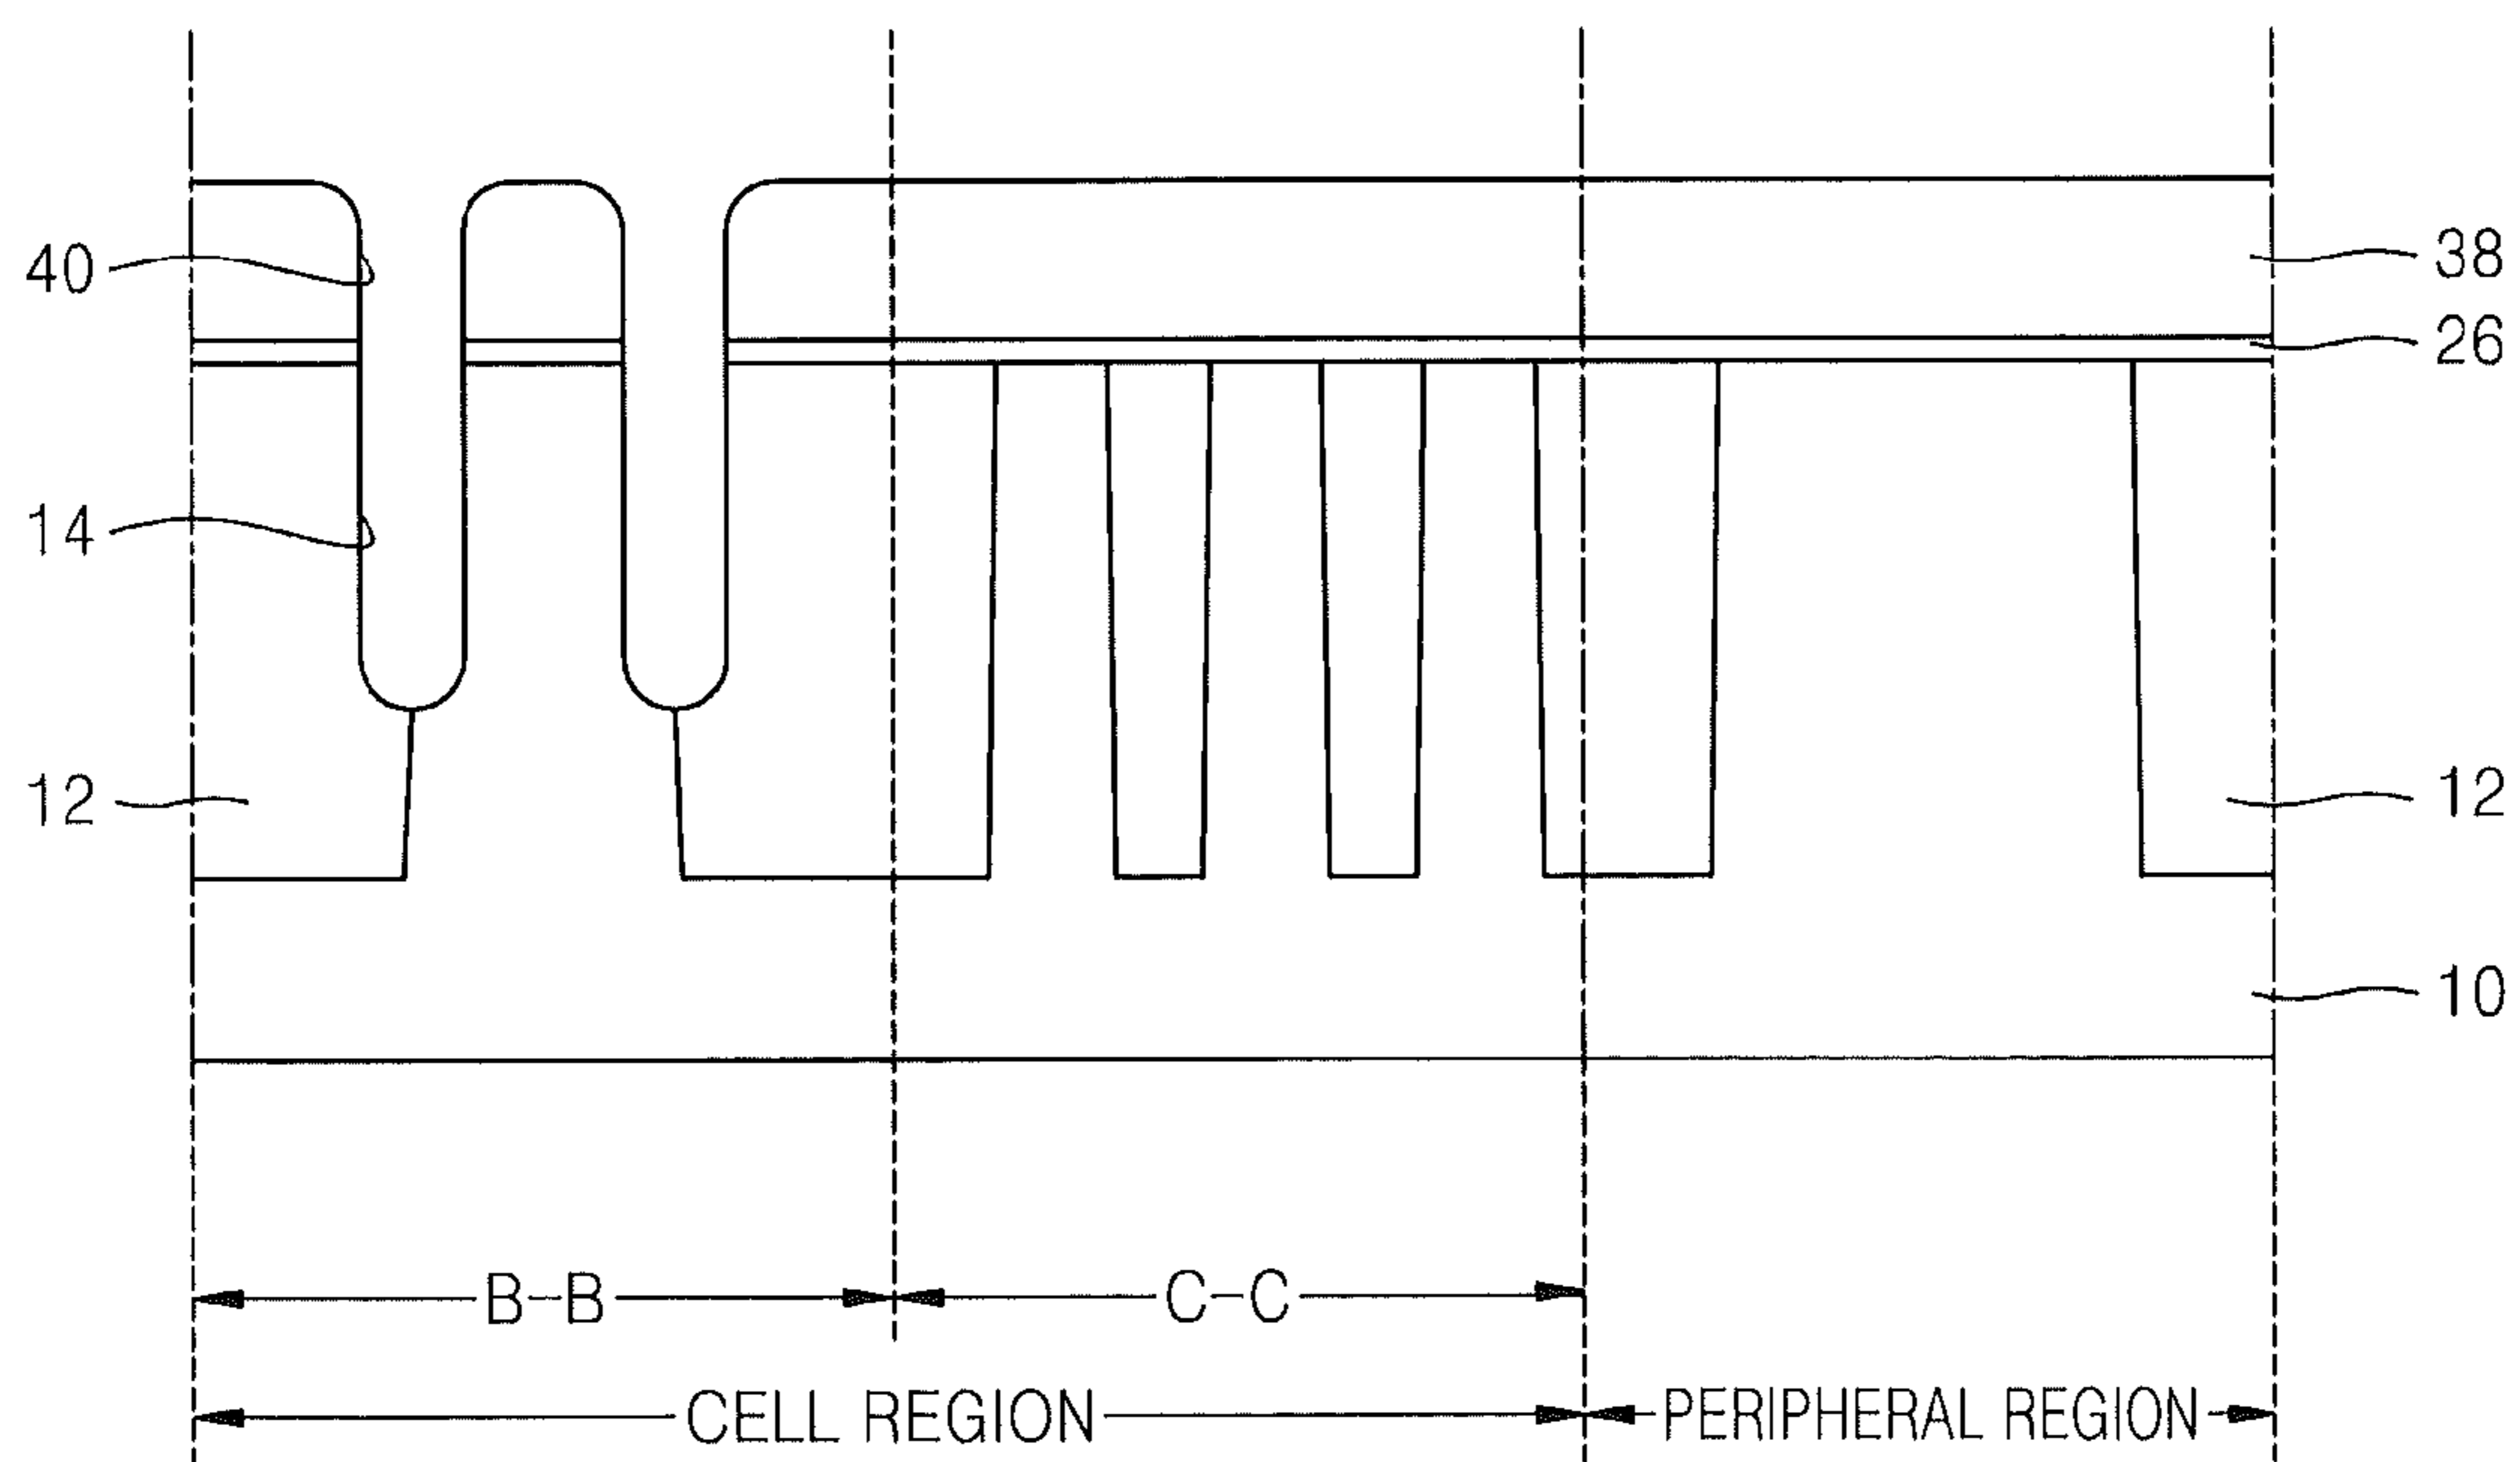 40
38
26
14
12
12
10
B-B
C-C
CELL REGION
PERIPHERAL REGION